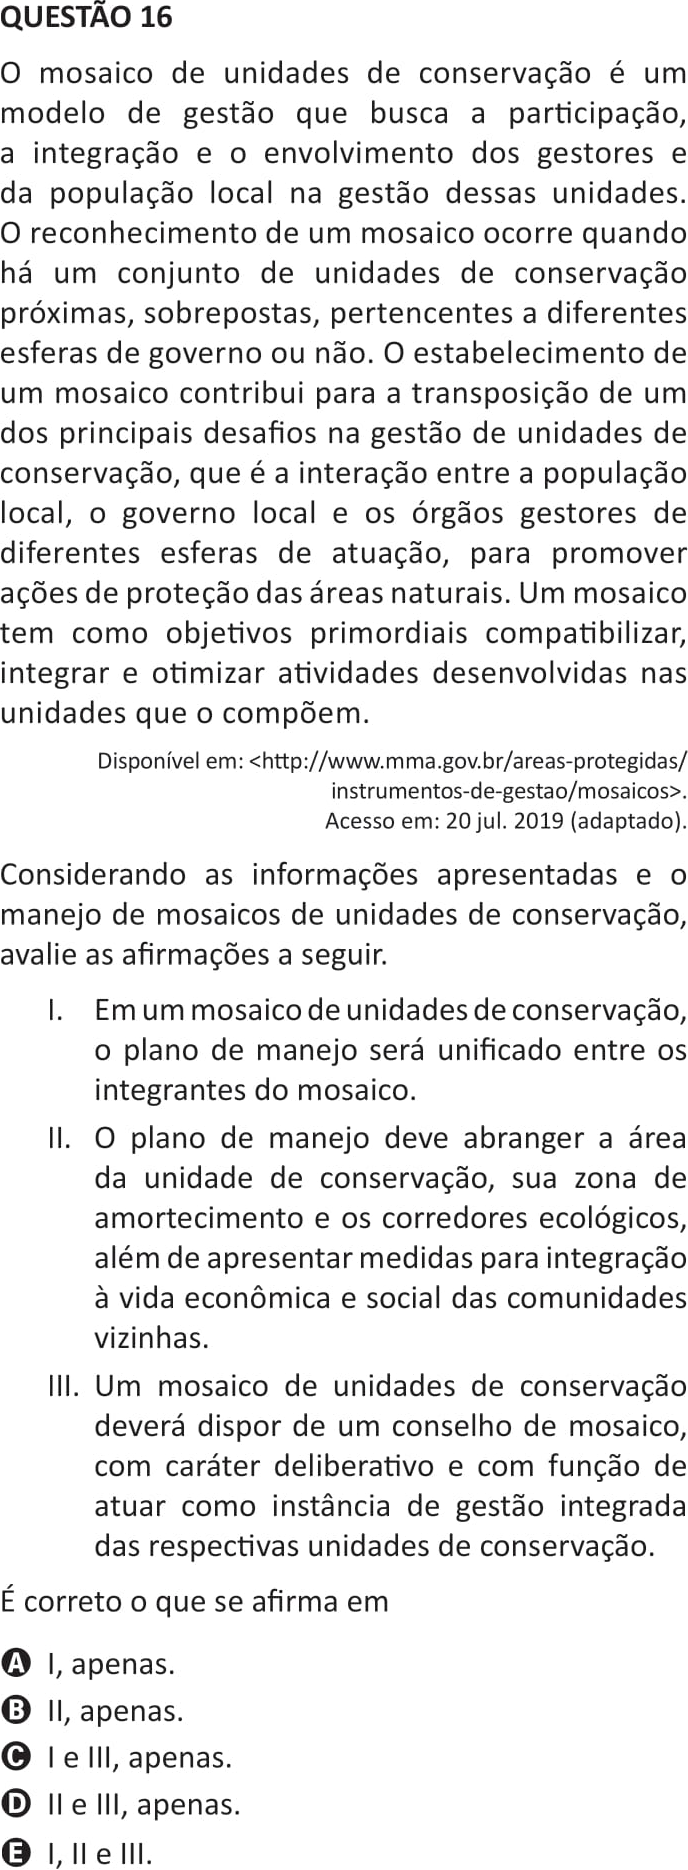 QUESTÃO 16
O mosaico de unidades de conservação é um
modelo de gestão que busca a participação,
a integração e o envolvimento dos gestores e
da população local na gestão dessas unidades.
O reconhecimento de um mosaico ocorre quando
há um conjunto de unidades de conservação
próximas, sobrepostas, pertencentes a diferentes
esferas de governo ou não. O estabelecimento de
um mosaico contribui para a transposição de um
dos principais desafios na gestão de unidades de
conservação, que é a interação entre a população
local, o governo local e os órgãos gestores de
diferentes esferas de atuação, para promover
ações de proteção das áreas naturais. Um mosaico
tem como objetivos primordiais compatibilizar,
integrar e otimizar atividades desenvolvidas nas
unidades que o compõem.
Disponível em: <http://www.mma.gov.br/areas-protegidas/
instrumentos-de-gestao/mosaicos>.
Acesso em: 20 jul. 2019 (adaptado).
Considerando as informações apresentadas e o
manejo de mosaicos de unidades de conservação,
avalie as afirmações a seguir.
I. Em um mosaico de unidades de conservação,
o plano de manejo será unificado entre os
integrantes do mosaico.
II. O plano de manejo deve abranger a área
da unidade de conservação, sua zona de
amortecimento e os corredores ecológicos,
além de apresentar medidas para integração
à vida econômica e social das comunidades
vizinhas.
III. Um mosaico de unidades de conservação
deverá dispor de um conselho de mosaico,
com caráter deliberativo e com função de
atuar como instância de gestão integrada
das respectivas unidades de conservação.
É correto o que se afirma em
A I, apenas.
B II, apenas.
C I e III, apenas.
D II e III, apenas.
E I, II e III.